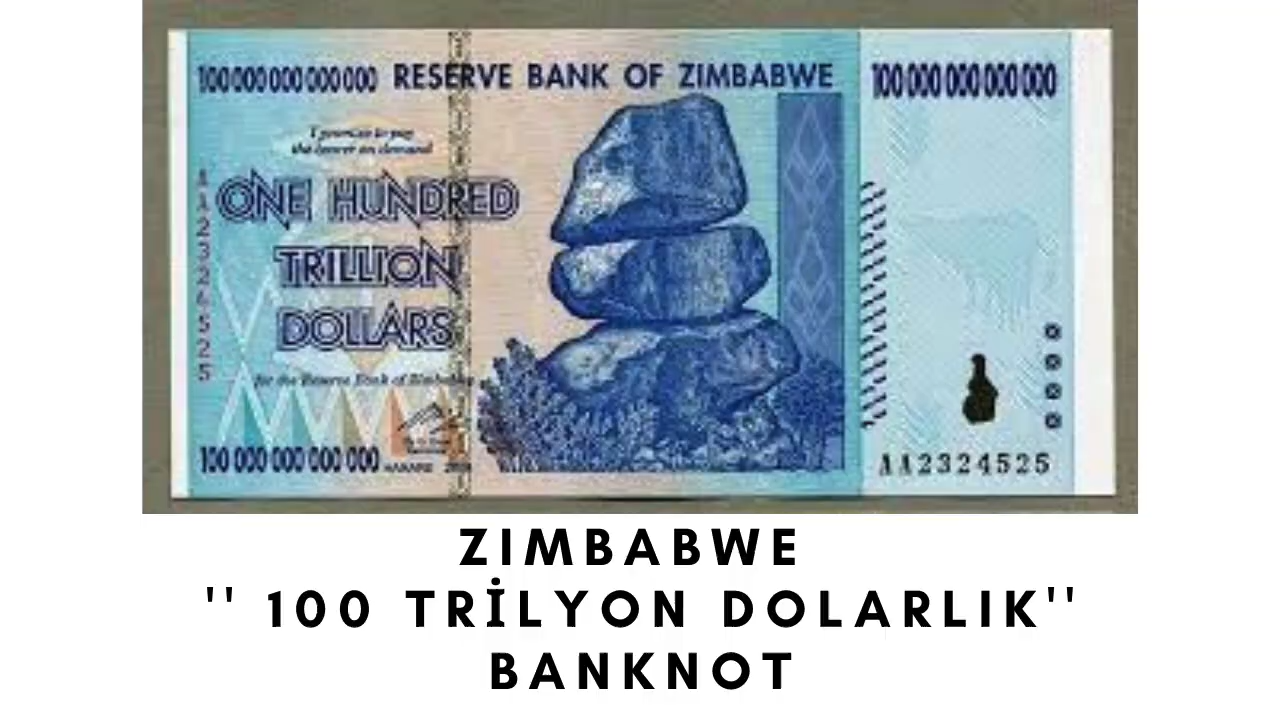 100 000 000 000 000 RESERVE BANK OF ZIMBABWE 100 000 000 000 000
I promise to pay
the bearer on demand
ONE HUNDRED
TRILLION
DOLLARS
for the Reserve Bank of Zimbabwe
AA2324525
100 000 000 000 000 HARARE
AA2324525
ZIMBABWE
'' 100 TRİLYON DOLARLIK''
BANKNOT